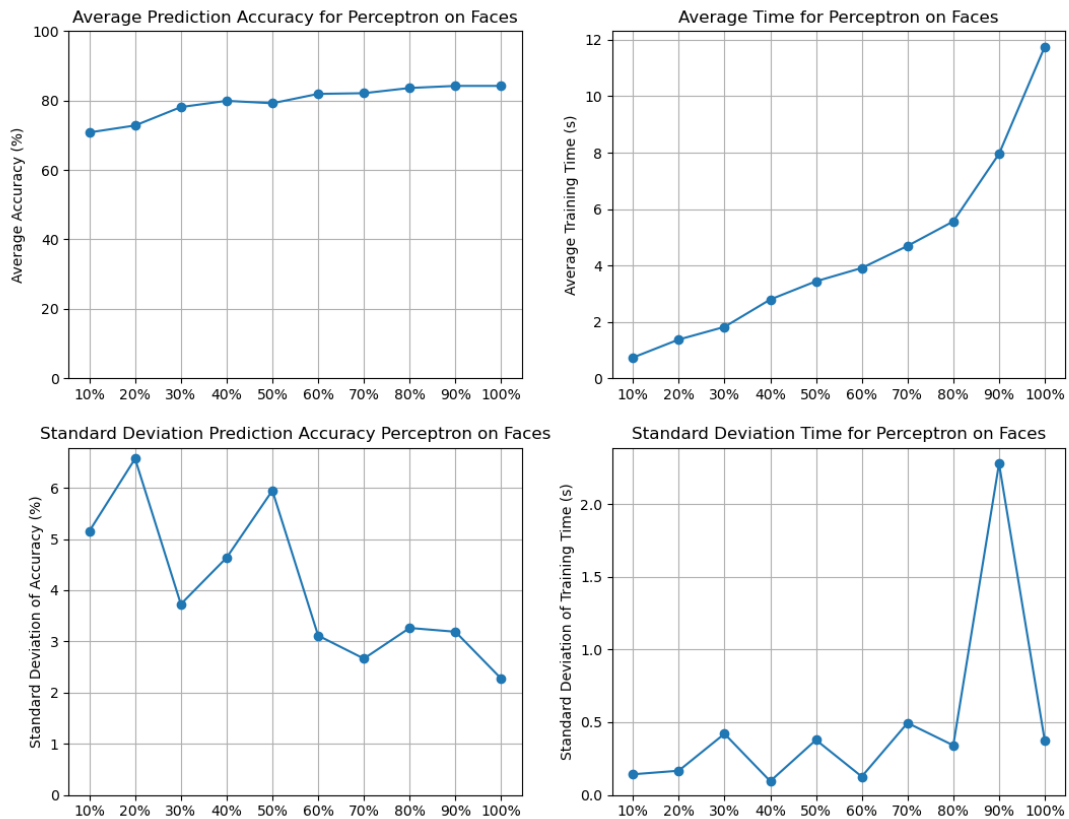 Average Prediction Accuracy for Perceptron on Faces
Average Accuracy (%)
100
80
60
40
20
0
10% 20% 30% 40% 50% 60% 70% 80% 90% 100%
Average Time for Perceptron on Faces
Average Training Time (s)
12
10
8
6
4
2
0
10% 20% 30% 40% 50% 60% 70% 80% 90% 100%
Standard Deviation Prediction Accuracy Perceptron on Faces
Standard Deviation of Accuracy (%)
6
5
4
3
2
1
0
10% 20% 30% 40% 50% 60% 70% 80% 90% 100%
Standard Deviation Time for Perceptron on Faces
Standard Deviation of Training Time (s)
2.0
1.5
1.0
0.5
0.0
10% 20% 30% 40% 50% 60% 70% 80% 90% 100%